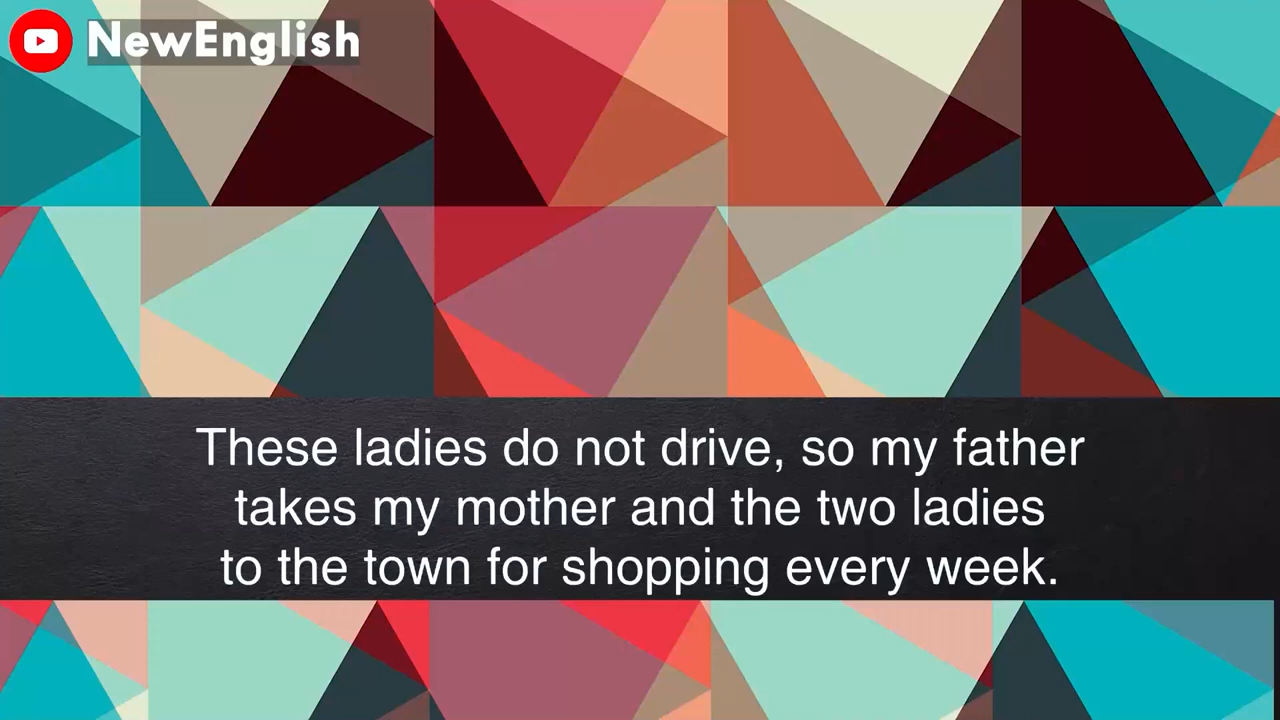 NewEnglish
These ladies do not drive, so my father
takes my mother and the two ladies
to the town for shopping every week.